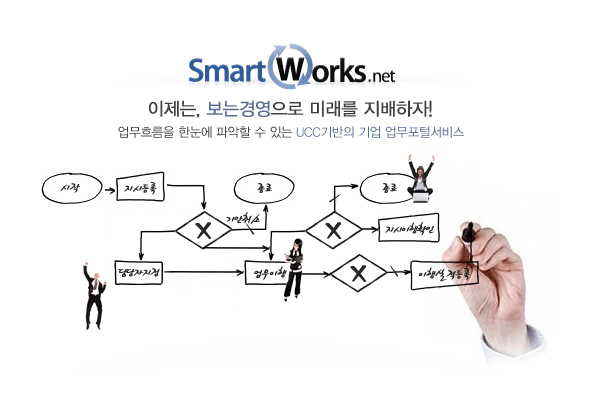 SmartWorks.net
이제는, 보는경영으로 미래를 지배하자!
업무흐름을 한눈에 파악할 수 있는 UCC기반의 기업 업무포털서비스
시작
지시등록
종료
종료
기안취소
X
X
지시이행확인
담당자지정
업무이행
X
이행실적등록